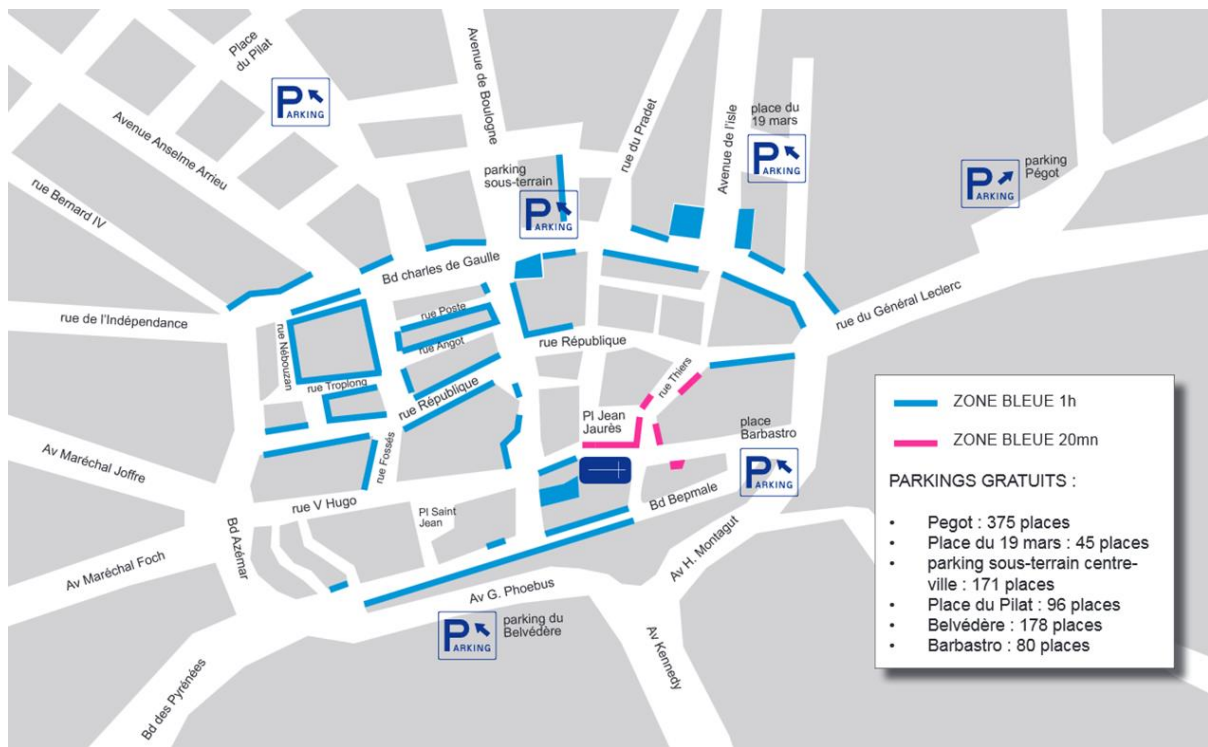 Place
du Pilat
PARKING
Avenue de Boulogne
rue du Pradet
Avenue de l'isle
place du
19 mars
PARKING
Avenue Anselme Arrieu
parking
sous-terrain
PARKING
parking
Pégot
PARKING
rue Bernard IV
Bd charles de Gaulle
rue de l'Indépendance
rue Nébouzan
rue Poste
rue Angot
rue République
rue du Général Leclerc
rue Troplong
rue République
rue Thiers
Pl Jean
Jaurès
place
Barbastro
PARKING
Av Maréchal Joffre
rue Fossés
rue V Hugo
Pl Saint
Jean
Bd Bepmale
Bd Azémar
Av H. Montagut
Av Maréchal Foch
Av G. Phoebus
PARKING
parking du
Belvédère
Av Kennedy
Bd des Pyrénées
ZONE BLEUE 1h
ZONE BLEUE 20mn
PARKINGS GRATUITS :
• Pegot : 375 places
• Place du 19 mars : 45 places
• parking sous-terrain centre-
ville : 171 places
• Place du Pilat : 96 places
• Belvédère : 178 places
• Barbastro : 80 places